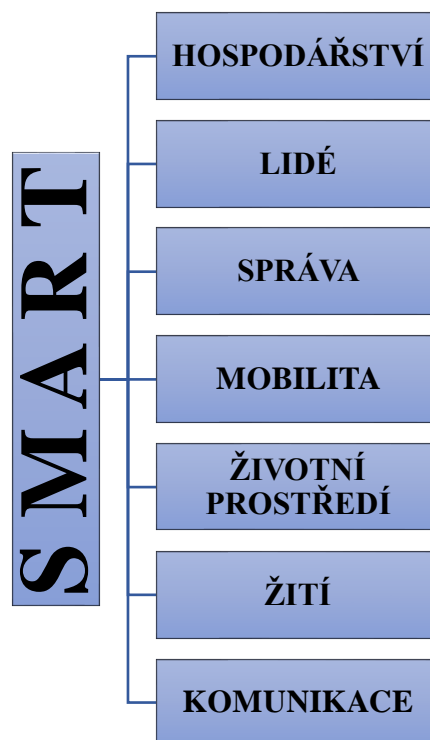 SMART
HOSPODÁŘSTVÍ
LIDÉ
SPRÁVA
MOBILITA
ŽIVOTNÍ
PROSTŘEDÍ
ŽITÍ
KOMUNIKACE